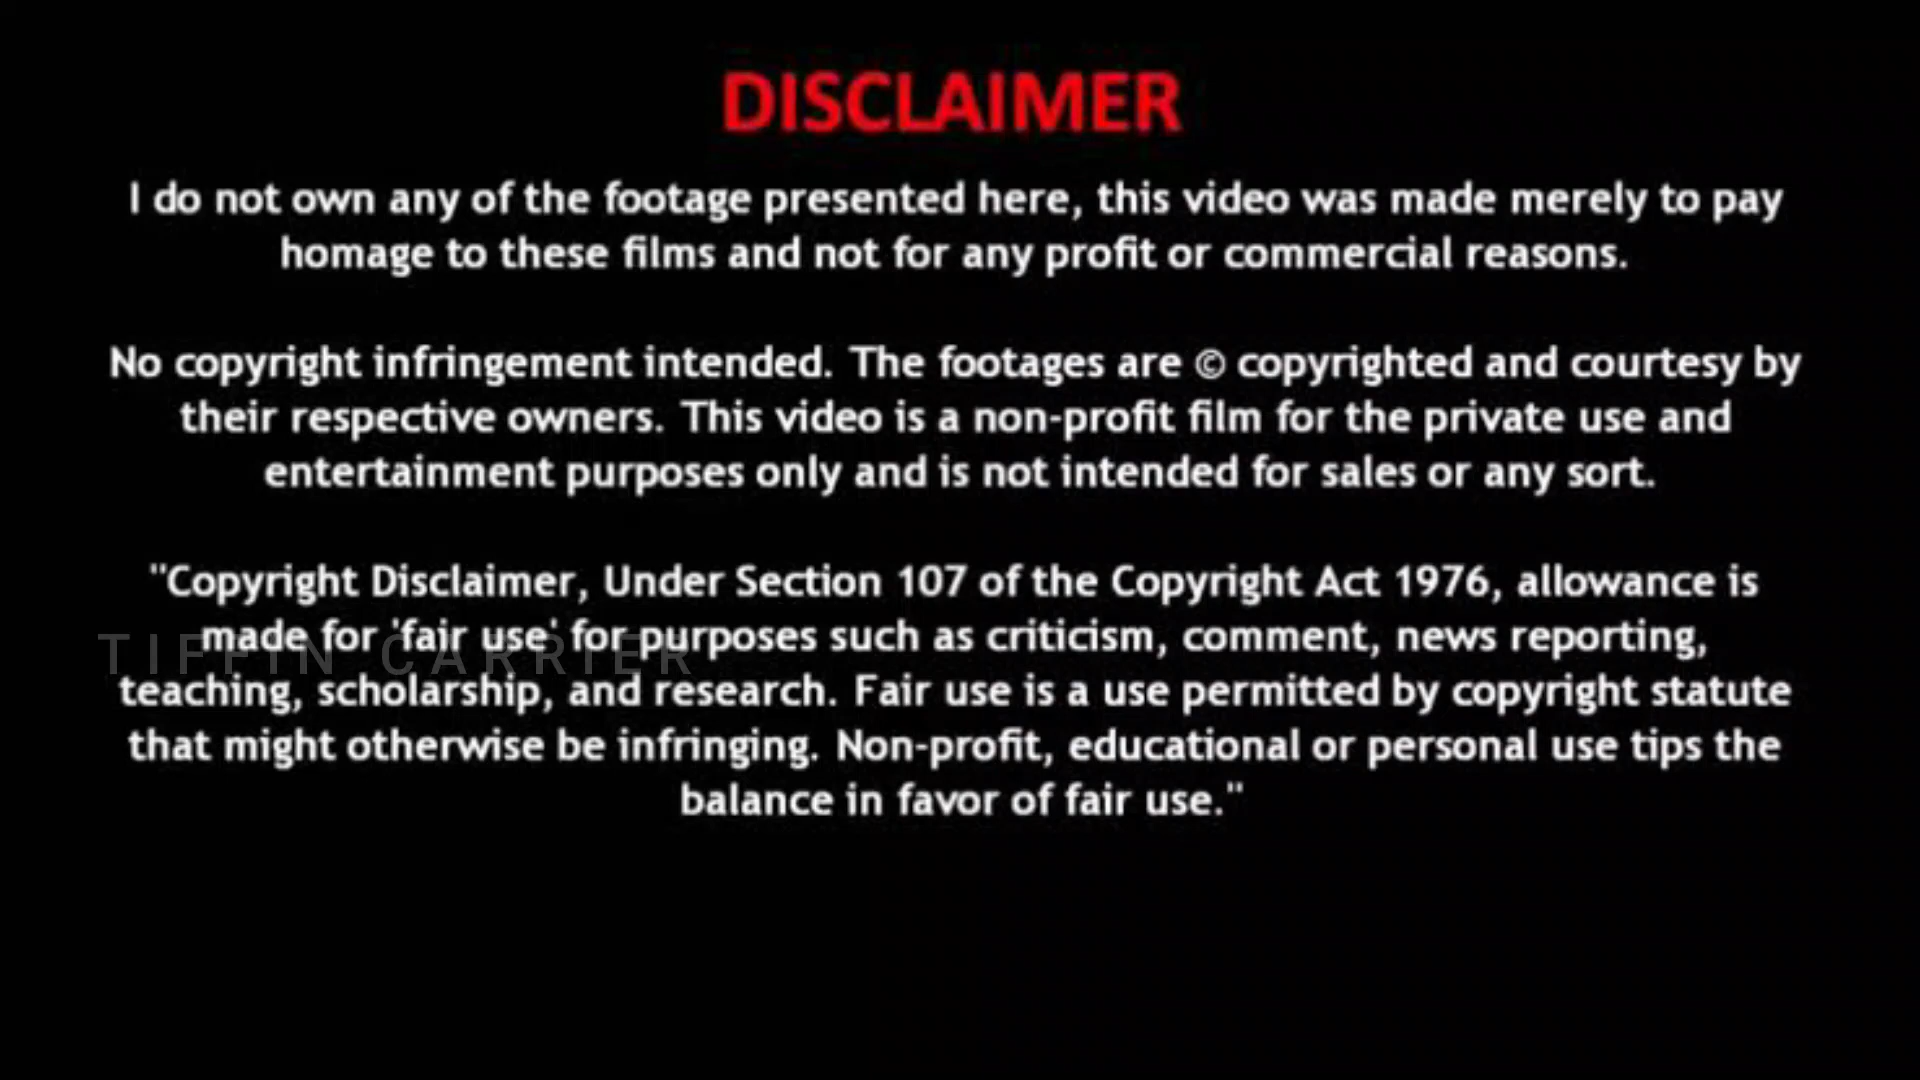 DISCLAIMER
I do not own any of the footage presented here, this video was made merely to pay
homage to these films and not for any profit or commercial reasons.
No copyright infringement intended. The footages are © copyrighted and courtesy by
their respective owners. This video is a non-profit film for the private use and
entertainment purposes only and is not intended for sales or any sort.
"Copyright Disclaimer, Under Section 107 of the Copyright Act 1976, allowance is
made for 'fair use' for purposes such as criticism, comment, news reporting,
TIFFIN CARRIER
teaching, scholarship, and research. Fair use is a use permitted by copyright statute
that might otherwise be infringing. Non-profit, educational or personal use tips the
balance in favor of fair use."